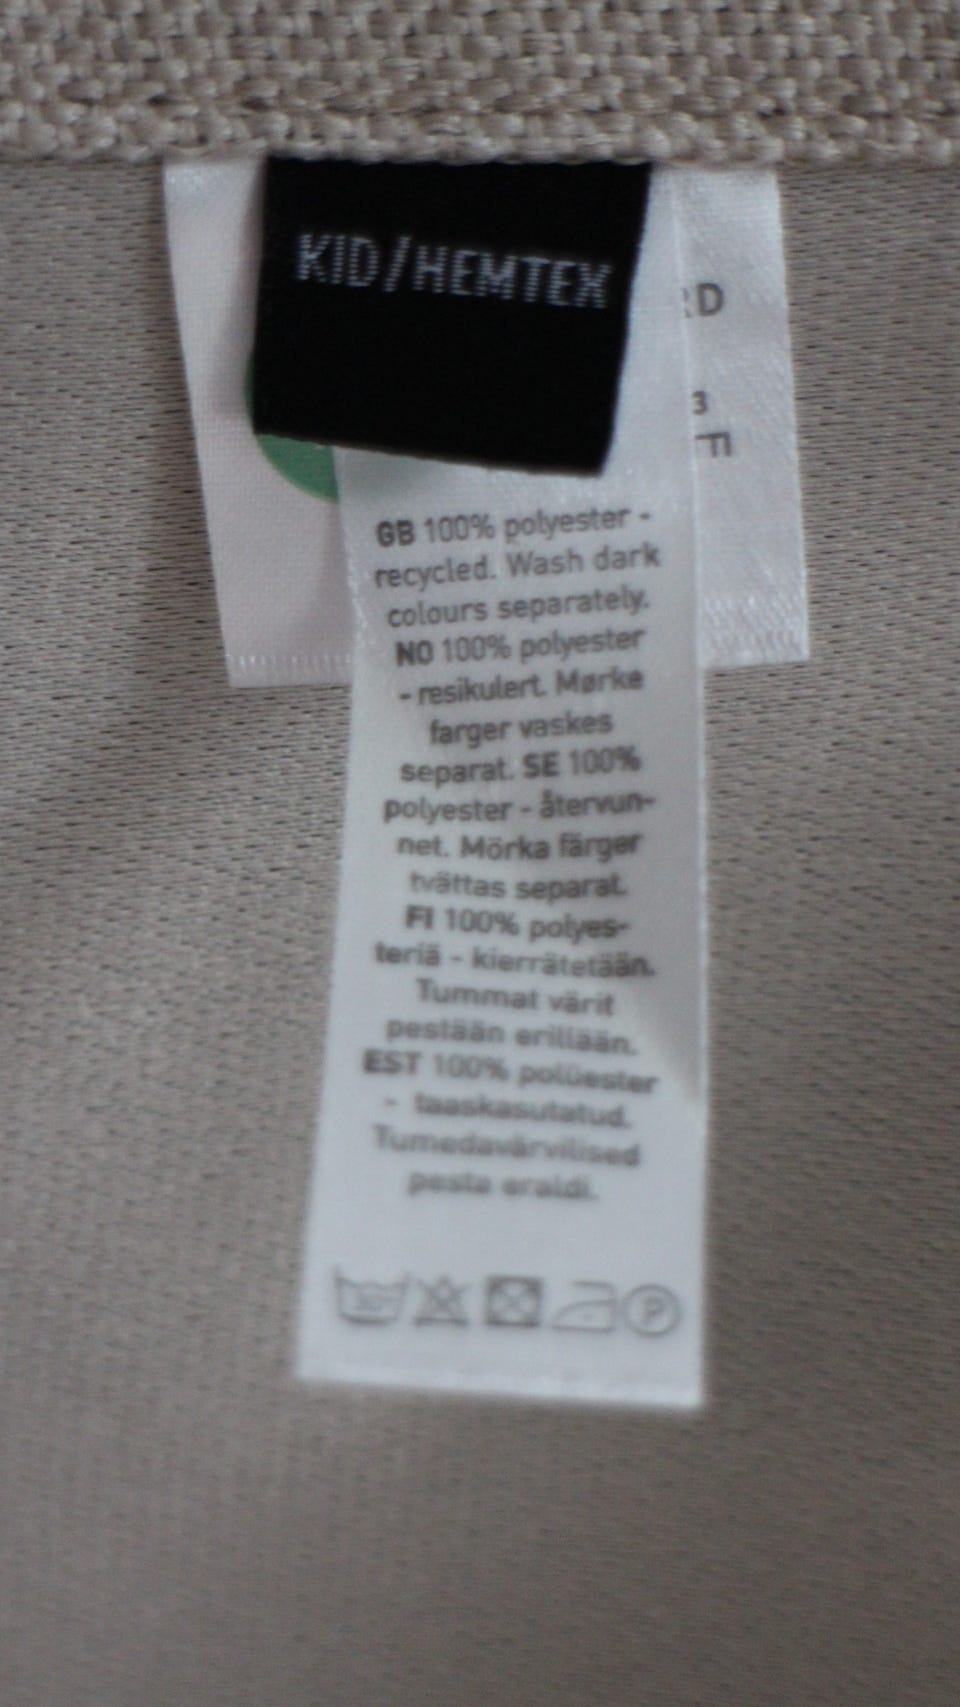 KID/HEMTEX
RD
3
GB 100% polyester -
recycled. Wash dark
colours separately.
NO 100% polyester
- resikulert. Mørke
farger vaskes
separat. SE 100%
polyester - återvun-
net. Mörka färger
tvättas separat.
FI 100% polyes-
teriä - kierrätetään.
Tummat värit
pestään erillään.
EST 100% polüester
- taaskasutatud.
Tumedavärvilised
pesta eraldi.
P